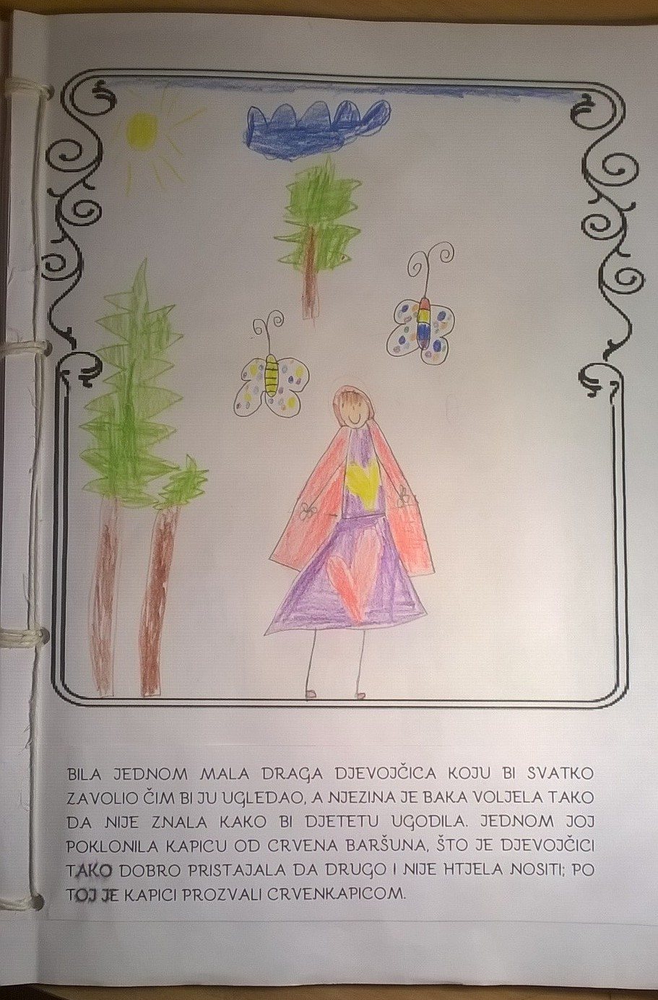 BILA JEDNOM MALA DRAGA DJEVOJČICA KOJU BI SVATKO
ZAVOLIO ČIM BI JU UGLEDAO, A NJEZINA JE BAKA VOLJELA TAKO
DA NIJE ZNALA KAKO BI DJETETU UGODILA. JEDNOM JOJ
POKLONILA KAPICU OD CRVENA BARŠUNA, ŠTO JE DJEVOJČICI
TAKO DOBRO PRISTAJALA DA DRUGO I NIJE HTJELA NOSITI; PO
TOJ JE KAPICI PROZVALI CRVENKAPICOM.